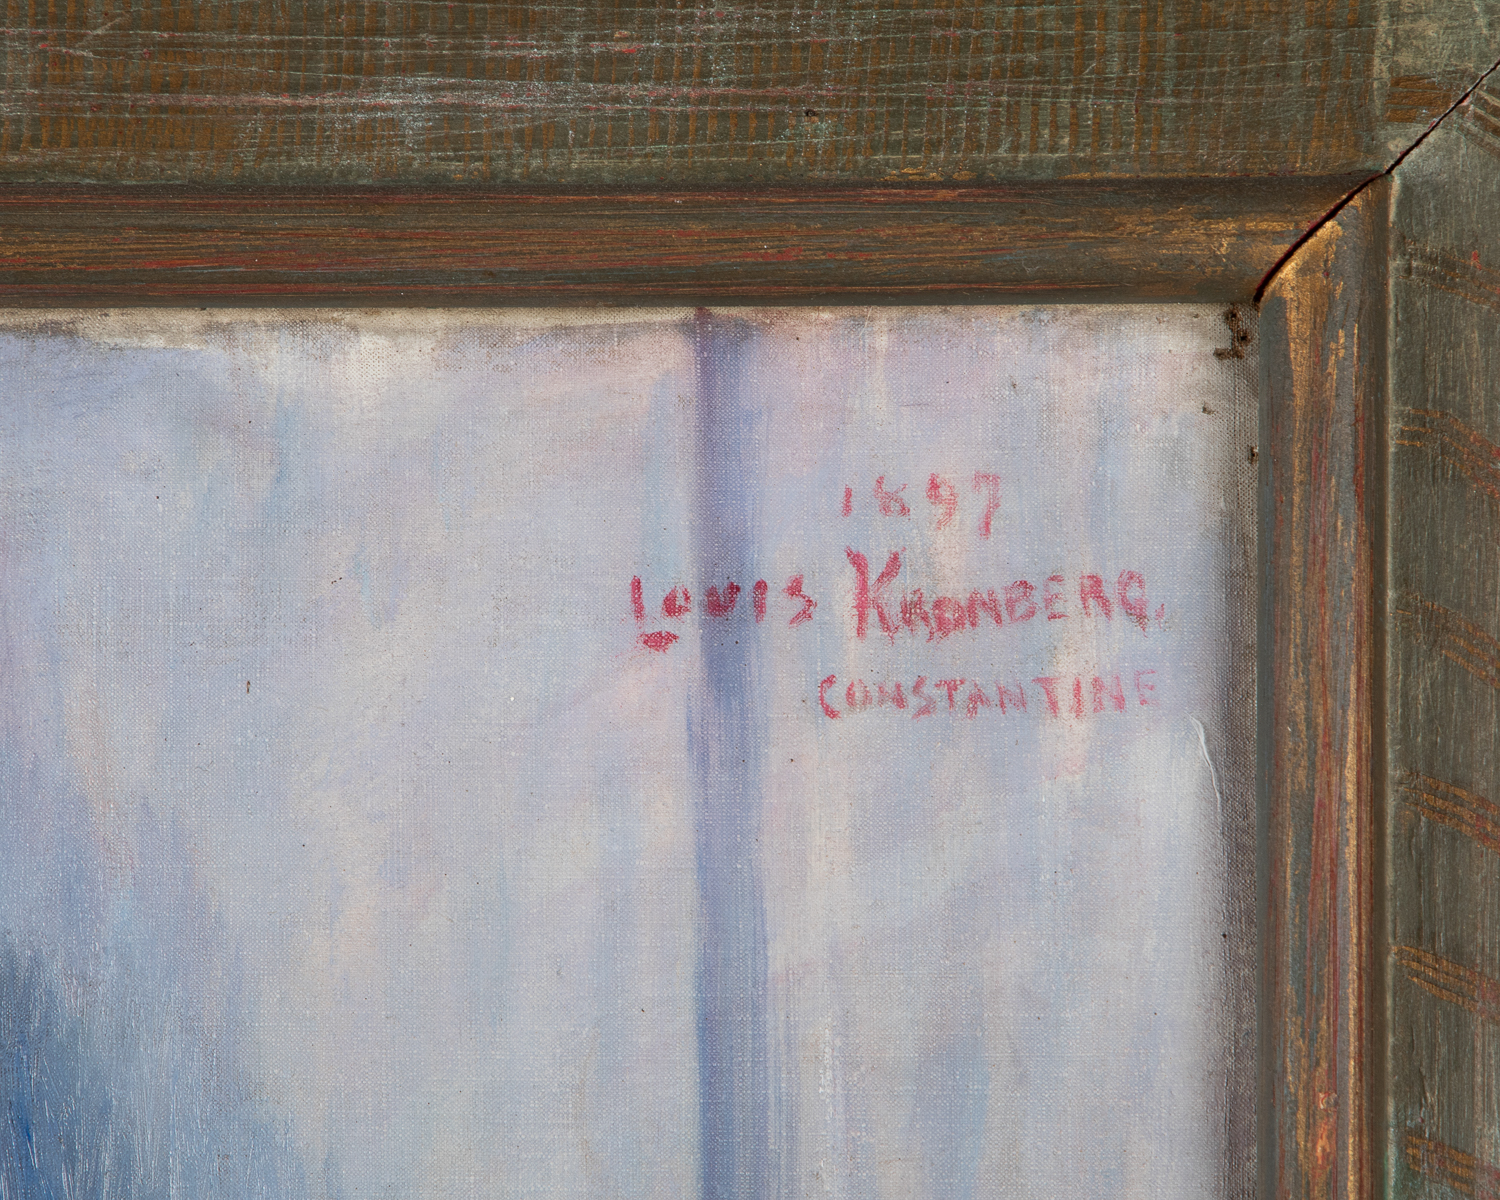 1897
LOUIS KRONBERG.
CONSTANTINE